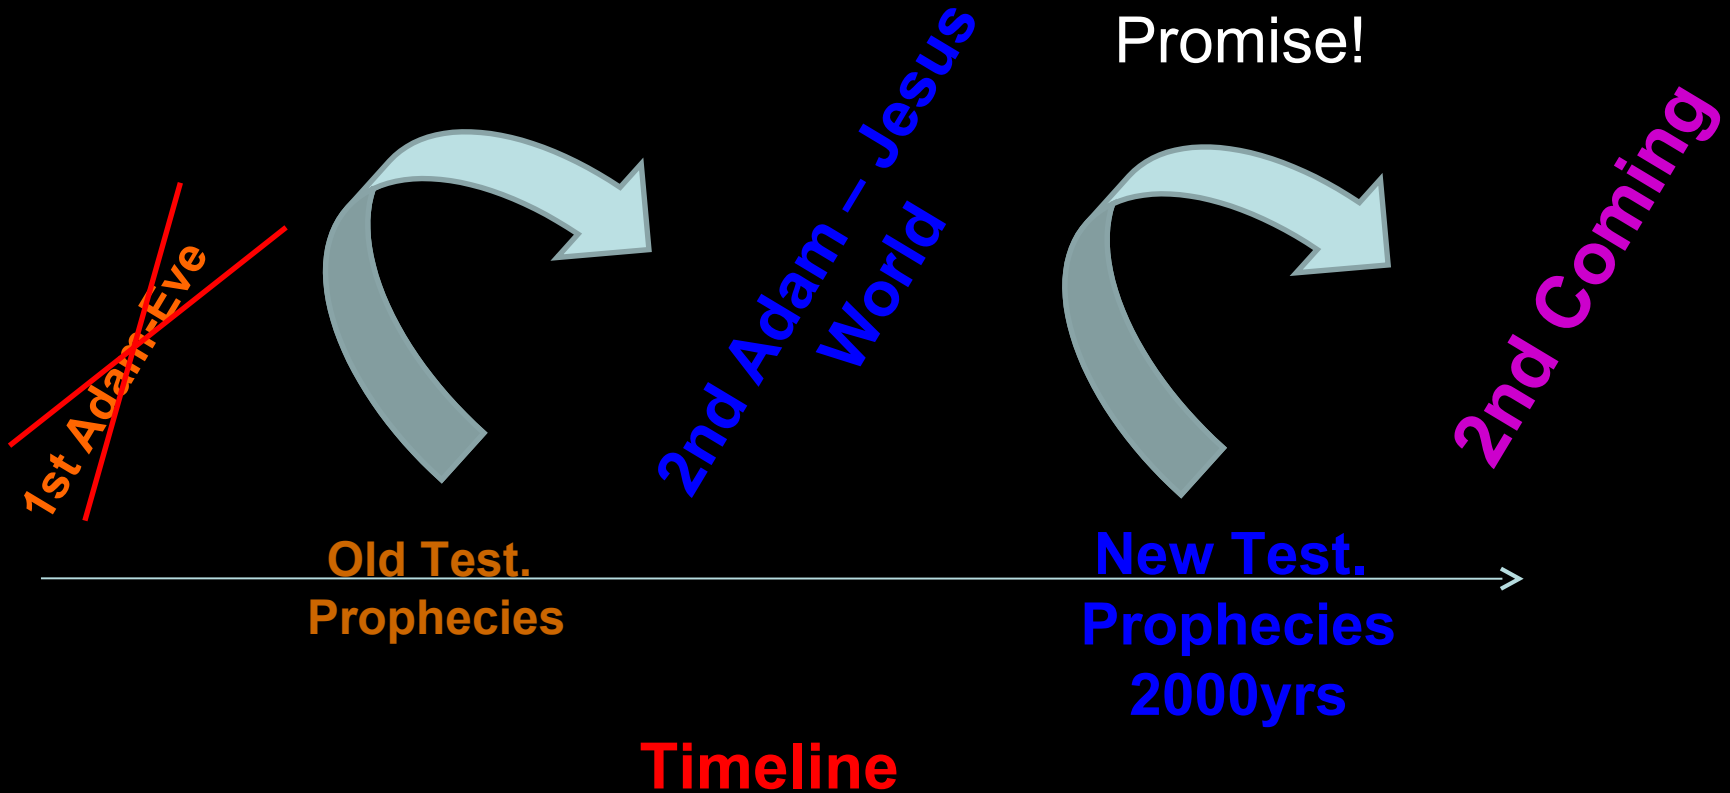 Promise!
1st Adam-Eve
2nd Adam – Jesus
World
2nd Coming
Old Test.
Prophecies
New Test.
Prophecies
2000yrs
Timeline